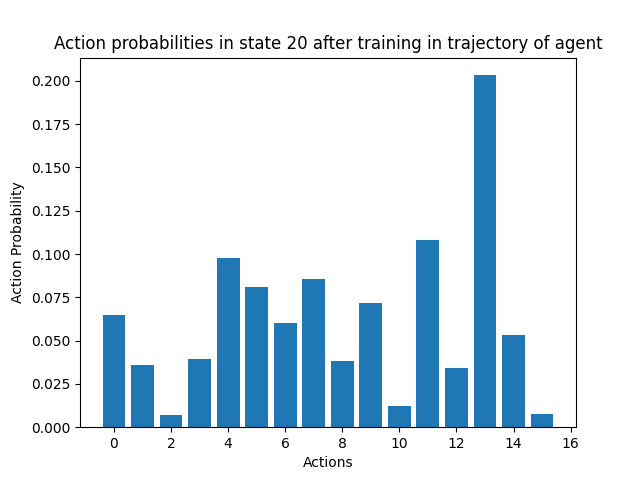 Action probabilities in state 20 after training in trajectory of agent
0.200
0.175
0.150
0.125
0.100
0.075
0.050
0.025
0.000
Action Probability
0 2 4 6 8 10 12 14 16
Actions